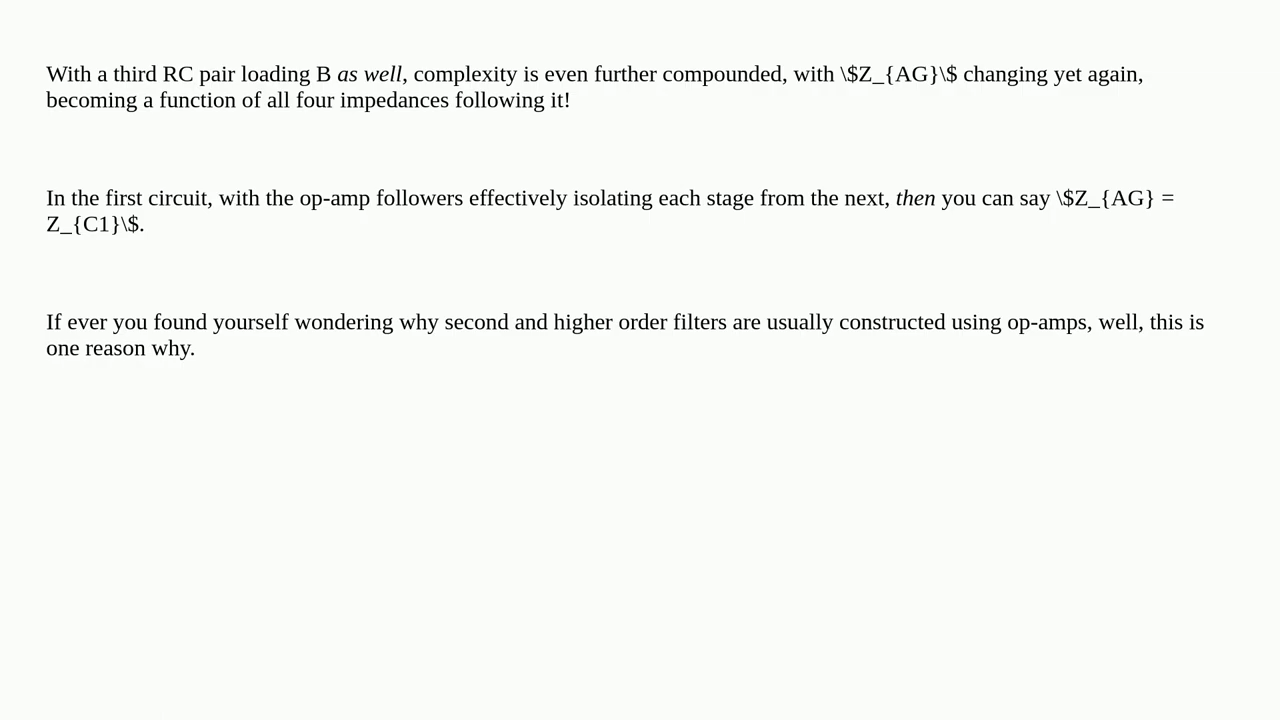 With a third RC pair loading B as well, complexity is even further compounded, with \$Z_{AG}\$ changing yet again,
becoming a function of all four impedances following it!
In the first circuit, with the op-amp followers effectively isolating each stage from the next, then you can say \$Z_{AG} =
Z_{C1}\$.
If ever you found yourself wondering why second and higher order filters are usually constructed using op-amps, well, this is
one reason why.